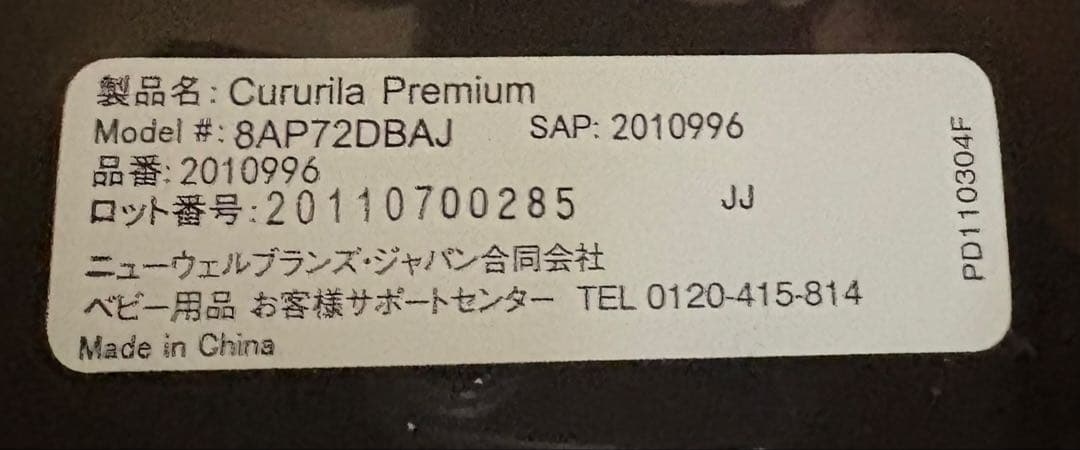 製品名: Cururila Premium
Model #: 8AP72DBAJ SAP: 2010996
品番: 2010996
ロット番号: 20110700285 JJ
ニューウェルブランズ・ジャパン合同会社
ベビー用品 お客様サポートセンター TEL 0120-415-814
Made in China
PD110304F